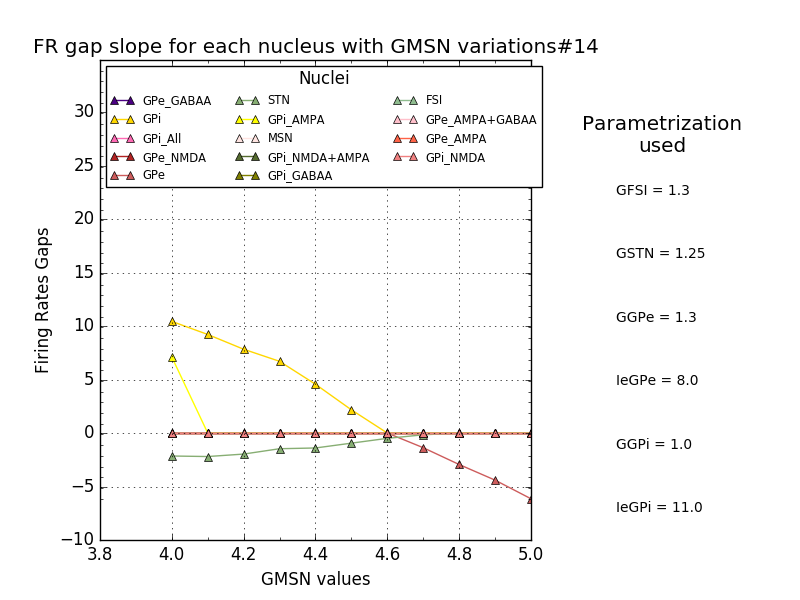 FR gap slope for each nucleus with GMSN variations#14
Nuclei
GPe_GABAA
GPi
GPi_All
GPe_NMDA
GPe
STN
GPi_AMPA
MSN
GPi_NMDA+AMPA
GPi_GABAA
FSI
GPe_AMPA+GABAA
GPe_AMPA
GPi_NMDA
Firing Rates Gaps
30
25
20
15
10
5
0
−5
−10
3.8
4.0
4.2
4.4
4.6
4.8
5.0
GMSN values
Parametrization
used
GFSI = 1.3
GSTN = 1.25
GGPe = 1.3
IeGPe = 8.0
GGPi = 1.0
IeGPi = 11.0